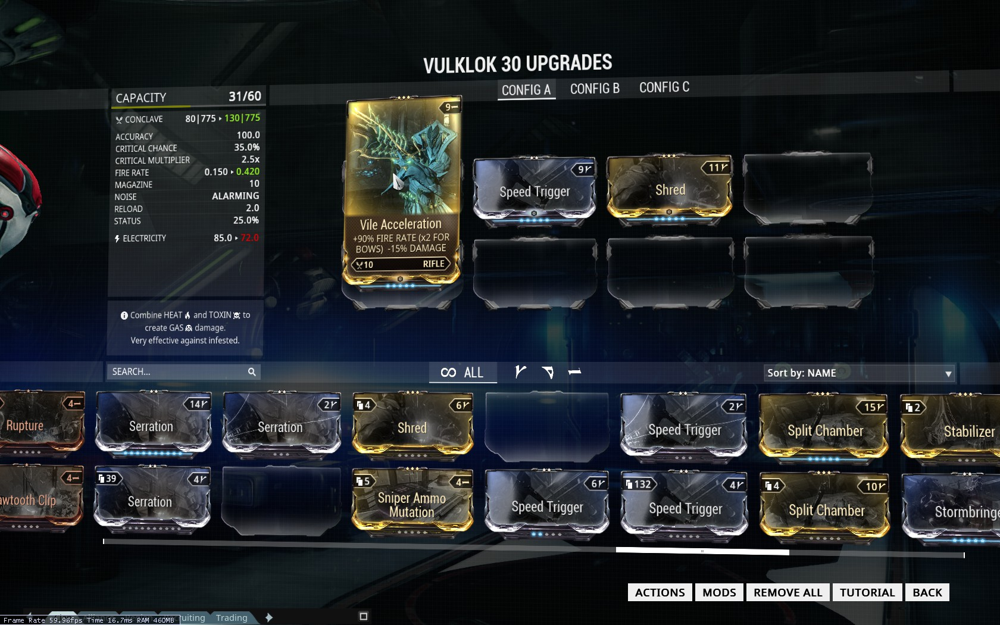 VULKLOK 30 UPGRADES
CONFIG A
CONFIG B
CONFIG C
CAPACITY 31/60
CONCLAVE 80|775 ▸ 130|775
ACCURACY 100.0
CRITICAL CHANCE 35.0%
CRITICAL MULTIPLIER 2.5x
FIRE RATE 0.150 ▸ 0.420
MAGAZINE 10
NOISE ALARMING
RELOAD 2.0
STATUS 25.0%
ELECTRICITY 85.0 ▸ 72.0
Combine HEAT and TOXIN to
create GAS damage.
Very effective against infested.
9
Vile Acceleration
+90% FIRE RATE (x2 FOR
BOWS) -15% DAMAGE
10 RIFLE
9
Speed Trigger
11
Shred
SEARCH...
ALL
Sort by: NAME
4
Rupture
14
Serration
2
Serration
4 6
Shred
2
Speed Trigger
15
Split Chamber
2
Stabilizer
4
awtooth Clip
39 4
Serration
5 4
Sniper Ammo
Mutation
6
Speed Trigger
132 4
Speed Trigger
4 10
Split Chamber
Stormbringe
ACTIONS
MODS
REMOVE ALL
TUTORIAL
BACK
ruiting
Trading
Frame Rate 59.96fps Time 16.7ms RAM 460MB